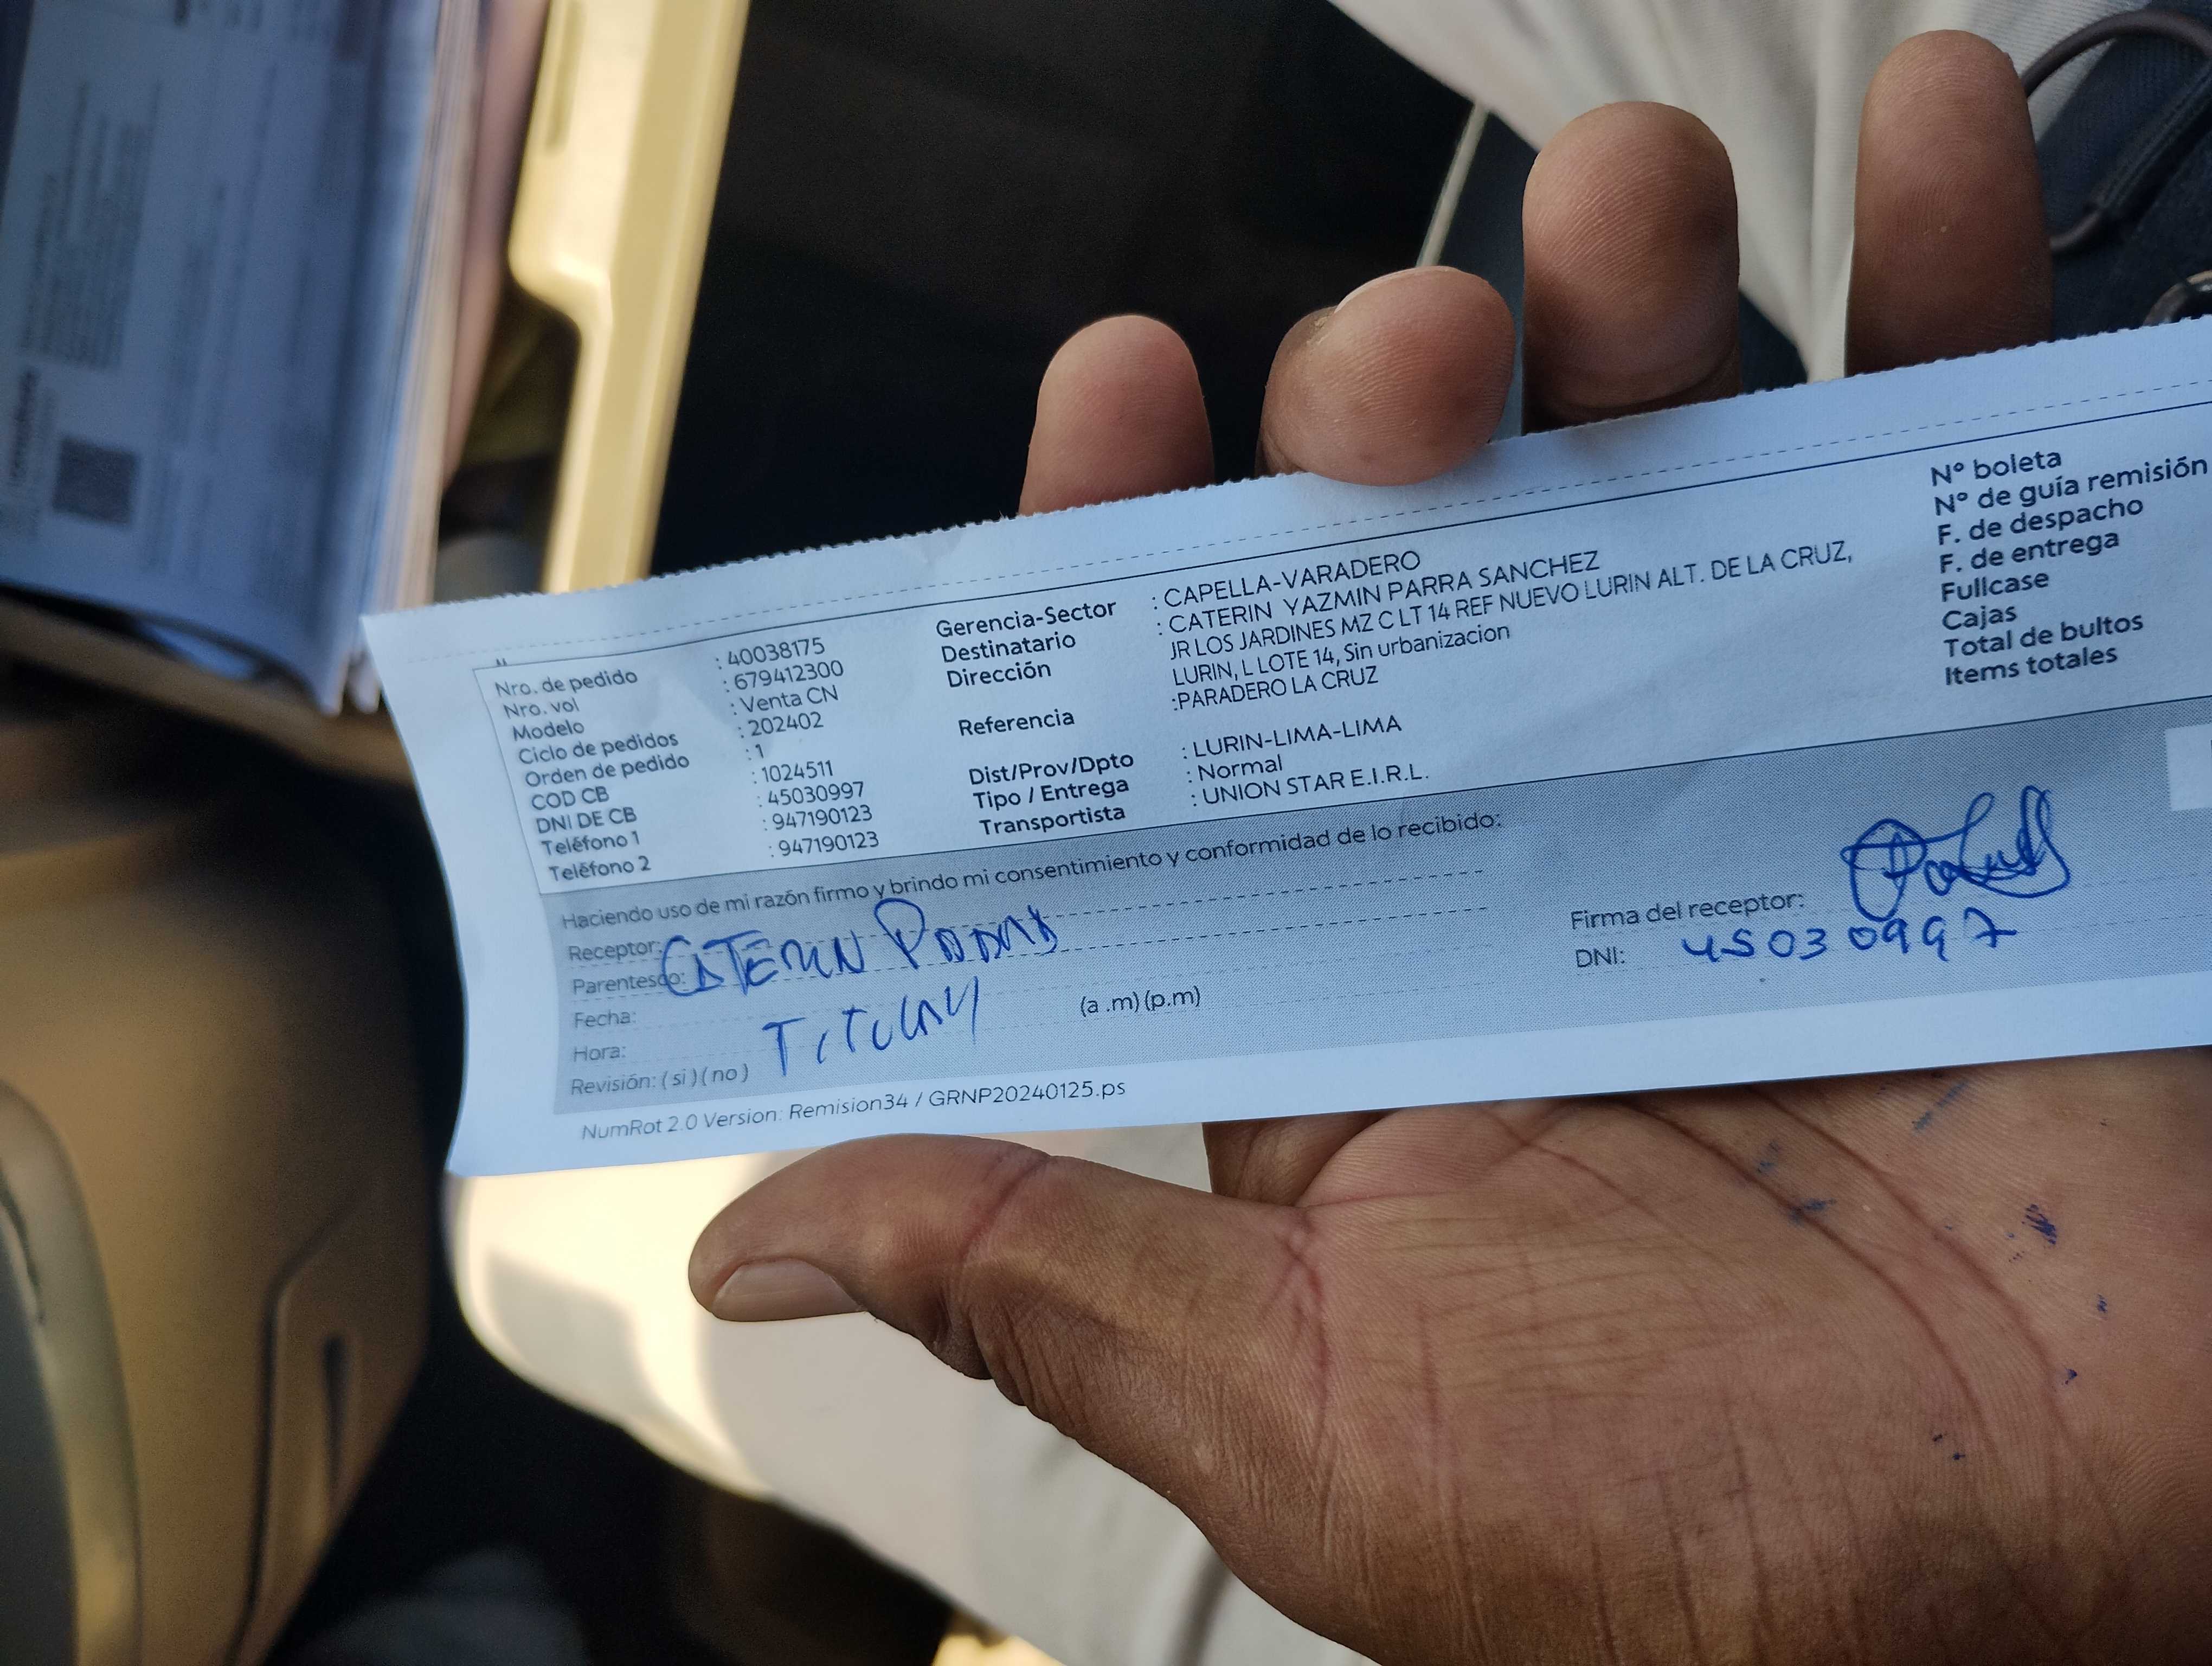 Nro. de pedido : 40038175
Nro. vol : 679412300
Modelo : Venta CN
Ciclo de pedidos : 202402
Orden de pedido : 1
COD CB : 1024511
DNI DE CB : 45030997
Teléfono 1 : 947190123
Teléfono 2 : 947190123
Gerencia-Sector : CAPELLA-VARADERO
Destinatario : CATERIN YAZMIN PARRA SANCHEZ
Dirección JR LOS JARDINES MZ C LT 14 REF NUEVO LURIN ALT. DE LA CRUZ,
LURIN, L LOTE 14, Sin urbanizacion
Referencia :PARADERO LA CRUZ
Dist/Prov/Dpto : LURIN-LIMA-LIMA
Tipo / Entrega : Normal
Transportista : UNION STAR E.I.R.L.
N° boleta
N° de guía remisión
F. de despacho
F. de entrega
Fullcase
Cajas
Total de bultos
Items totales
Haciendo uso de mi razón firmo y brindo mi consentimiento y conformidad de lo recibido:
Receptor: CATERIN
Parentesco:
Fecha:
Hora: (a .m) (p.m)
Revisión: ( si ) ( no )
Firma del receptor:
DNI: 45030997
NumRot 2.0 Version: Remision34 / GRNP20240125.ps